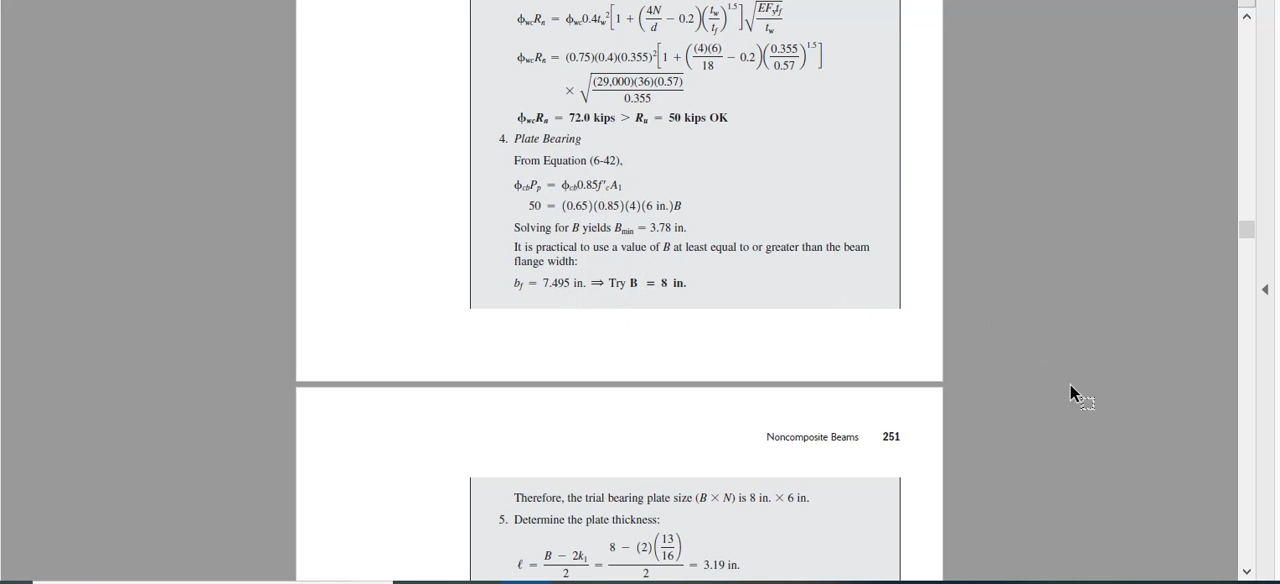 ϕwcRn = ϕwc0.4tw²[1 + (4N/d − 0.2)(tw/tf)^1.5]√(EFytf/tw)
ϕwcRn = (0.75)(0.4)(0.355)²[1 + ((4)(6)/18 − 0.2)(0.355/0.57)^1.5]
× √((29,000)(36)(0.57)/0.355)
ϕwcRn = 72.0 kips > Ru = 50 kips OK
4. Plate Bearing
From Equation (6-42),
ϕcbPp = ϕcb0.85f′cA1
50 = (0.65)(0.85)(4)(6 in.)B
Solving for B yields Bmin = 3.78 in.
It is practical to use a value of B at least equal to or greater than the beam
flange width:
bf = 7.495 in. ⇒ Try B = 8 in.
Noncomposite Beams 251
Therefore, the trial bearing plate size (B × N) is 8 in. × 6 in.
5. Determine the plate thickness:
ℓ = (B − 2k1)/2 = (8 − (2)(13/16))/2 = 3.19 in.